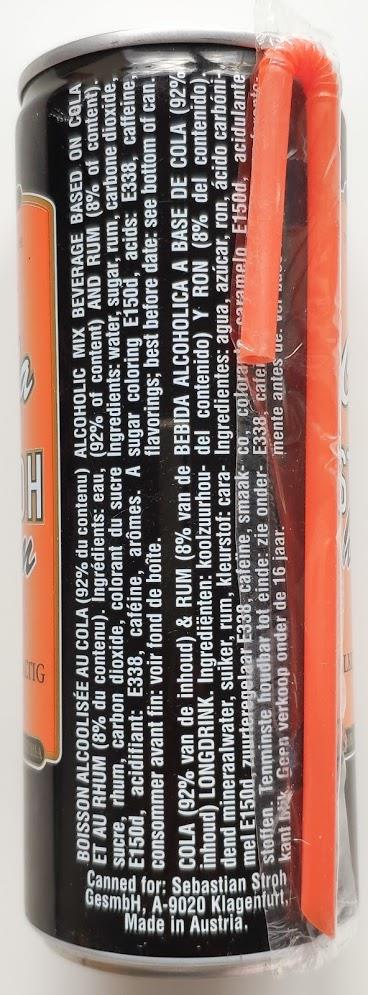 BOISSON ALCOOLISÉE AU COLA (92% du contenu)
ET AU RHUM (8% du contenu). Ingrédients: eau,
sucre, rhum, carbon dioxide, colorant du sucre
E150d, acidifiant: E338, caféine, arômes. A
consommer avant fin: voir fond de boîte.
ALCOHOLIC MIX BEVERAGE BASED ON COLA
(92% of content) AND RUM (8% of content).
Ingredients: water, sugar, rum, carbone dioxide,
sugar coloring E150d, acids: E338, caffeine,
flavorings; best before date: see bottom of can.
COLA (92% van de inhoud) & RUM (8% van de
inhoud) LONGDRINK. Ingrediënten: koolzuurhou-
dend mineraalwater, suiker, rum, kleurstof: cara-
mel E150d, zuurteregelaar E338, cafeïne, smaak-
stoffen. Tenminste houdbar tot einde: zie onder-
kant blik. Geen verkoop onder de 16 jaar.
BEBIDA ALCOHOLICA A BASE DE COLA (92%
del contenido) Y RON (8% del contenido).
Ingredientes: agua, azúcar, ron, ácido carbóni-
co, colorante caramelo E150d, acidulante
E338,
mente antes de:
Canned for: Sebastian Stroh
GesmbH, A-9020 Klagenfurt.
Made in Austria.
OH
TIG